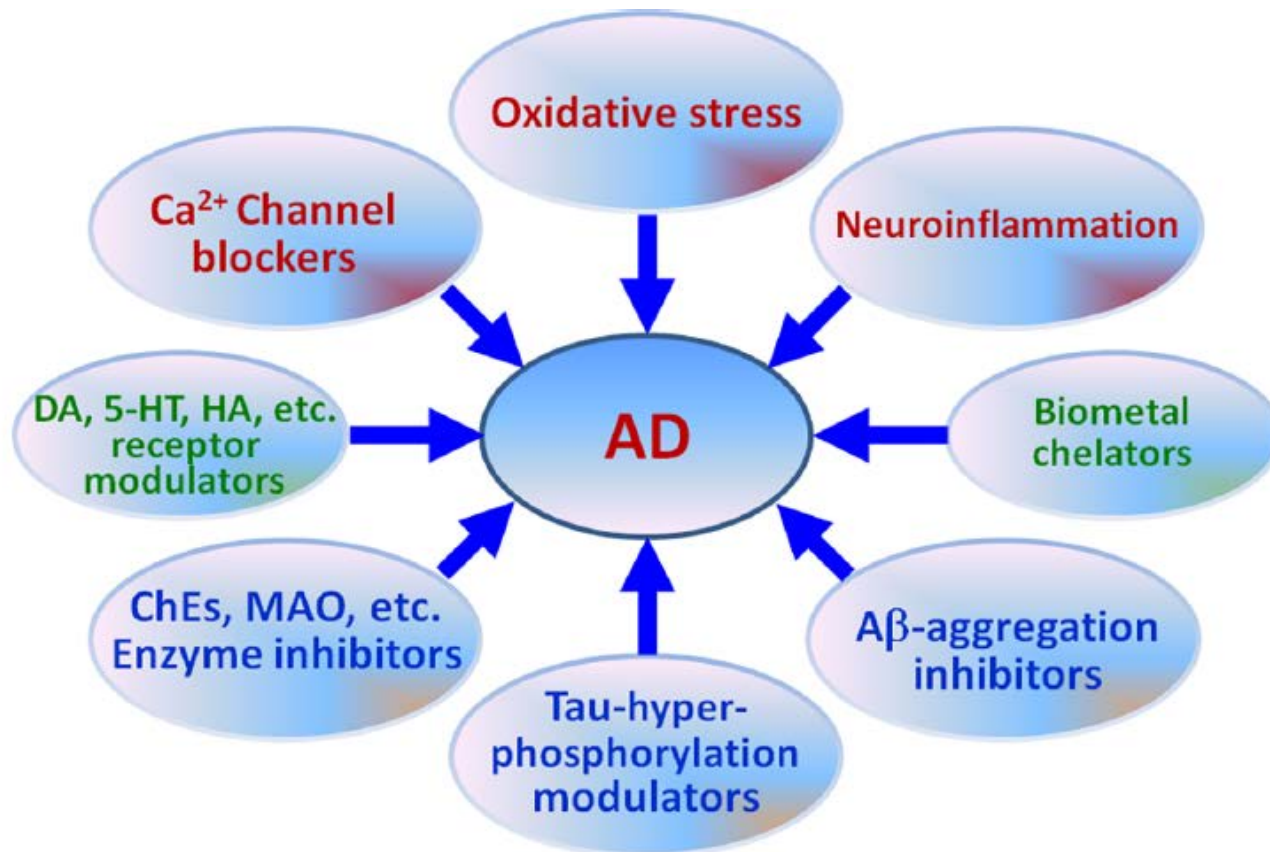 Oxidative stress
Ca²⁺ Channel
blockers
Neuroinflammation
DA, 5-HT, HA, etc.
receptor
modulators
AD
Biometal
chelators
ChEs, MAO, etc.
Enzyme inhibitors
Aβ-aggregation
inhibitors
Tau-hyper-
phosphorylation
modulators